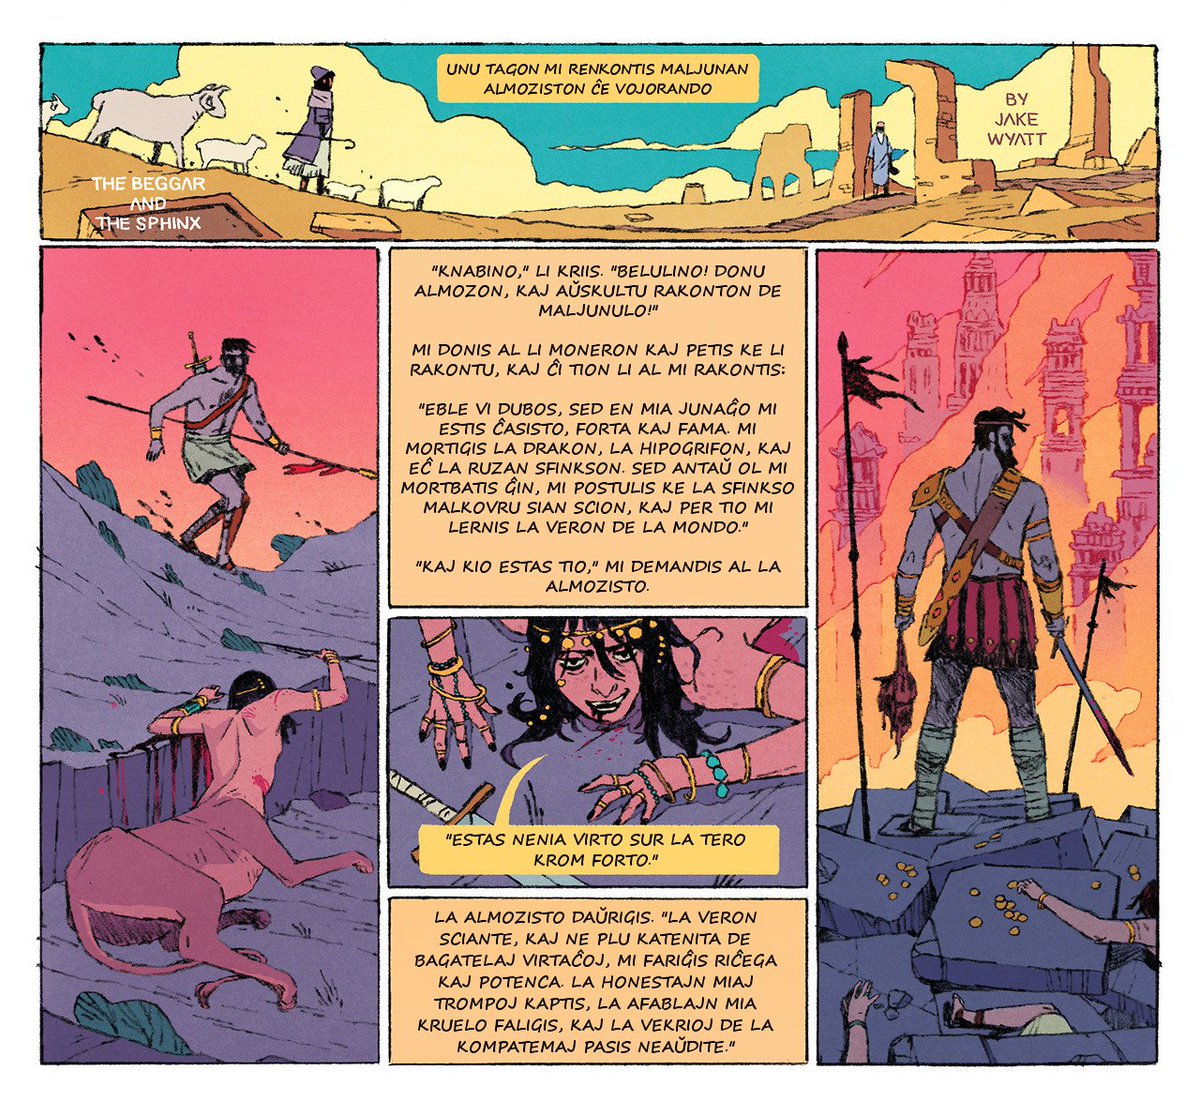 UNU TAGON MI RENKONTIS MALJUNAN
ALMOZISTON ĈE VOJORANDO
BY
JAKE
WYATT
THE BEGGAR
AND
THE SPHINX
"KNABINO," LI KRIIS. "BELULINO! DONU
ALMOZON, KAJ AŬSKULTU RAKONTON DE
MALJUNULO!"
MI DONIS AL LI MONERON KAJ PETIS KE LI
RAKONTU, KAJ ĈI TION LI AL MI RAKONTIS:
"EBLE VI DUBOS, SED EN MIA JUNAĜO MI
ESTIS ĈASISTO, FORTA KAJ FAMA. MI
MORTIGIS LA DRAKON, LA HIPOGRIFON, KAJ
EĈ LA RUZAN SFINKSON. SED ANTAŬ OL MI
MORTBATIS ĜIN, MI POSTULIS KE LA SFINKSO
MALKOVRU SIAN SCION, KAJ PER TIO MI
LERNIS LA VERON DE LA MONDO."
"KAJ KIO ESTAS TIO," MI DEMANDIS AL LA
ALMOZISTO.
"ESTAS NENIA VIRTO SUR LA TERO
KROM FORTO."
LA ALMOZISTO DAŬRIGIS. "LA VERON
SCIANTE, KAJ NE PLU KATENITA DE
BAGATELAJ VIRTAĈOJ, MI FARIĜIS RIĈEGA
KAJ POTENCA. LA HONESTAJN MIAJ
TROMPOJ KAPTIS, LA AFABLAJN MIA
KRUELO FALIGIS, KAJ LA VEKRIOJ DE LA
KOMPATEMAJ PASIS NEAŬDITE."